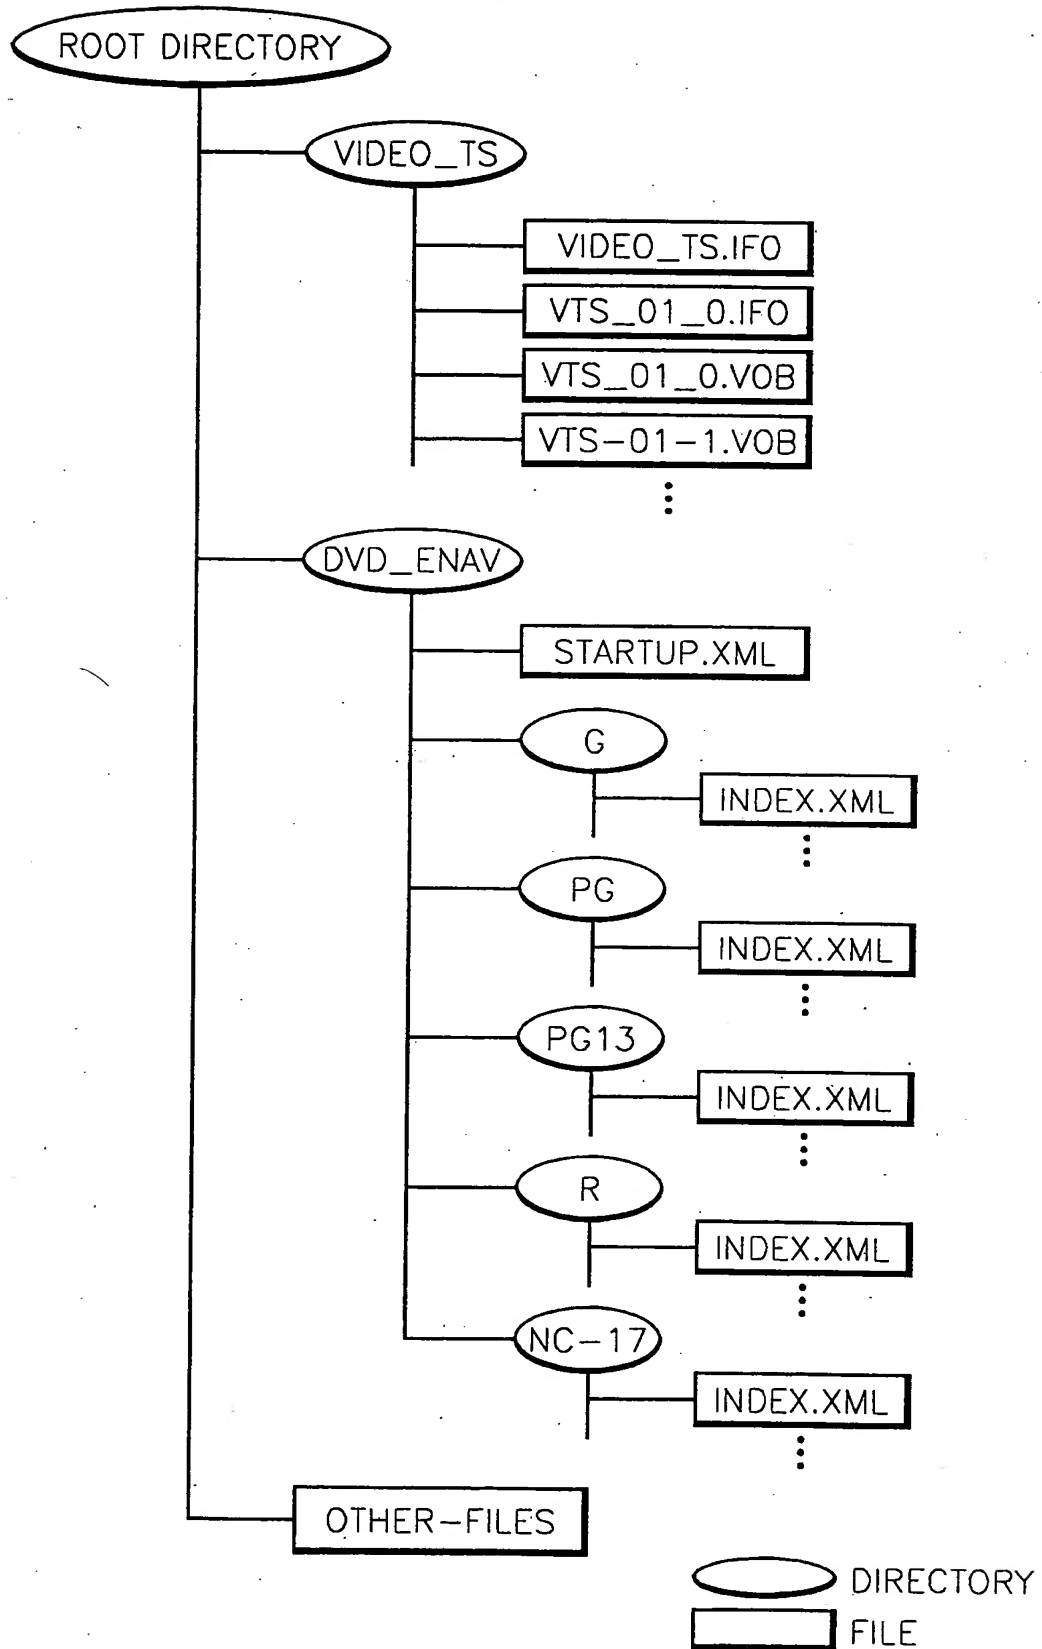 ROOT DIRECTORY
VIDEO_TS
VIDEO_TS.IFO
VTS_01_0.IFO
VTS_01_0.VOB
VTS-01-1.VOB
DVD_ENAV
STARTUP.XML
G
INDEX.XML
PG
INDEX.XML
PG13
INDEX.XML
R
INDEX.XML
NC-17
INDEX.XML
OTHER-FILES
DIRECTORY
FILE